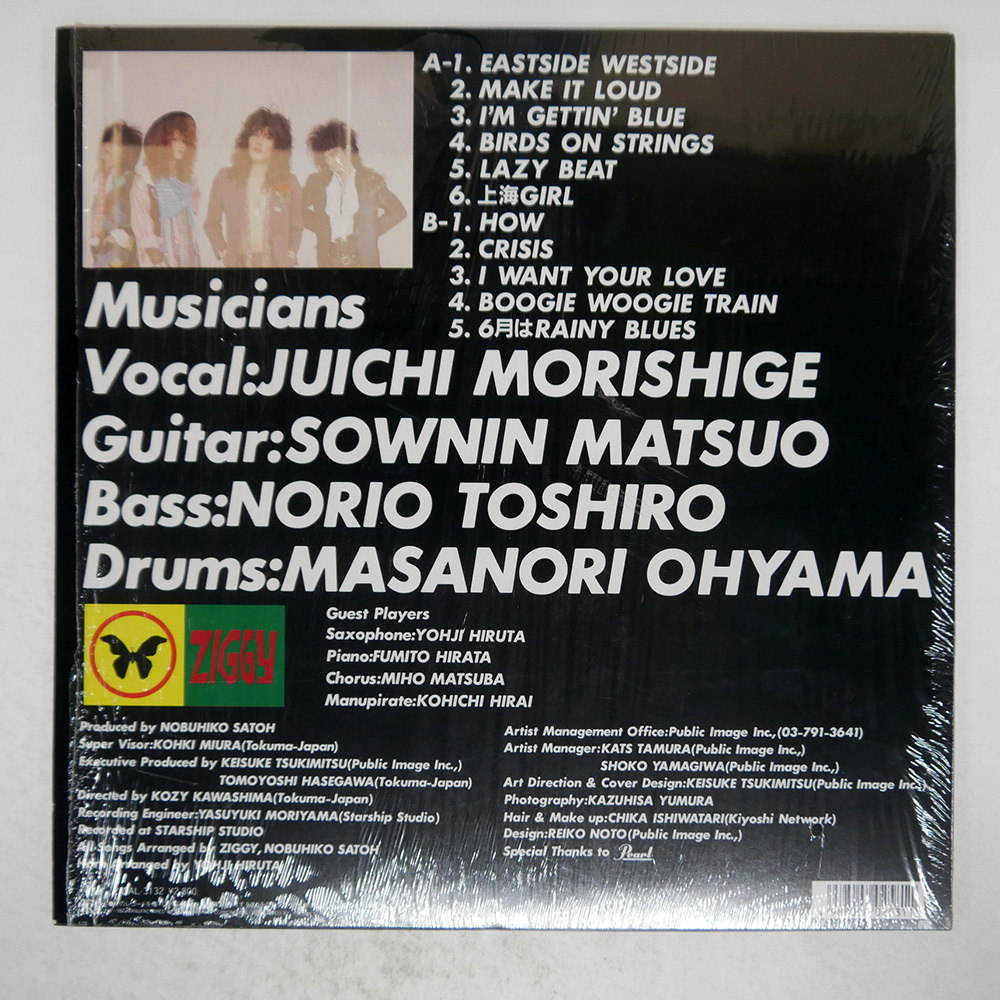 A-1. EASTSIDE WESTSIDE
2. MAKE IT LOUD
3. I'M GETTIN' BLUE
4. BIRDS ON STRINGS
5. LAZY BEAT
6. 上海GIRL
B-1. HOW
2. CRISIS
3. I WANT YOUR LOVE
4. BOOGIE WOOGIE TRAIN
5. 6月はRAINY BLUES
Musicians
Vocal:JUICHI MORISHIGE
Guitar:SOWNIN MATSUO
Bass:NORIO TOSHIRO
Drums:MASANORI OHYAMA
ZIGGY
Guest Players
Saxophone:YOHJI HIRUTA
Piano:FUMITO HIRATA
Chorus:MIHO MATSUBA
Manupirate:KOHICHI HIRAI
Produced by NOBUHIKO SATOH
Super Visor:KOHKI MIURA(Tokuma-Japan)
Executive Produced by KEISUKE TSUKIMITSU(Public Image Inc.,)
TOMOYOSHI HASEGAWA(Tokuma-Japan)
Directed by KOZY KAWASHIMA(Tokuma-Japan)
Recording Engineer:YASUYUKI MORIYAMA(Starship Studio)
Recorded at STARSHIP STUDIO
All Songs Arranged by ZIGGY, NOBUHIKO SATOH
Horn Arranged by YOHJI HIRUTA
AL-3132 ¥2,800
Artist Management Office:Public Image Inc.,(03-791-3641)
Artist Manager:KATS TAMURA(Public Image Inc.,)
SHOKO YAMAGIWA(Public Image Inc.,)
Art Direction & Cover Design:KEISUKE TSUKIMITSU(Public Image Inc.,)
Photography:KAZUHISA YUMURA
Hair & Make up:CHIKA ISHIWATARI(Kiyoshi Network)
Design:REIKO NOTO(Public Image Inc.,)
Special Thanks to Pearl